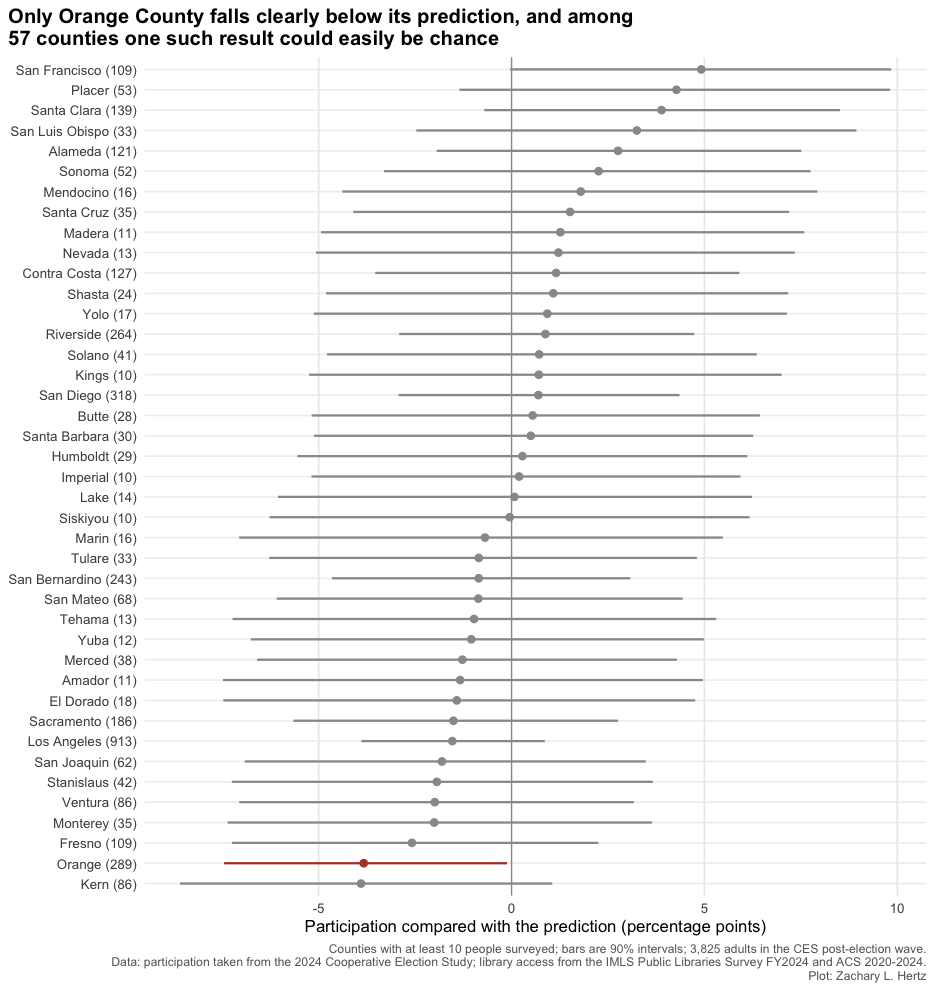 Only Orange County falls clearly below its prediction, and among
57 counties one such result could easily be chance
San Francisco (109)
Placer (53)
Santa Clara (139)
San Luis Obispo (33)
Alameda (121)
Sonoma (52)
Mendocino (16)
Santa Cruz (35)
Madera (11)
Nevada (13)
Contra Costa (127)
Shasta (24)
Yolo (17)
Riverside (264)
Solano (41)
Kings (10)
San Diego (318)
Butte (28)
Santa Barbara (30)
Humboldt (29)
Imperial (10)
Lake (14)
Siskiyou (10)
Marin (16)
Tulare (33)
San Bernardino (243)
San Mateo (68)
Tehama (13)
Yuba (12)
Merced (38)
Amador (11)
El Dorado (18)
Sacramento (186)
Los Angeles (913)
San Joaquin (62)
Stanislaus (42)
Ventura (86)
Monterey (35)
Fresno (109)
Orange (289)
Kern (86)
-5 0 5 10
Participation compared with the prediction (percentage points)
Counties with at least 10 people surveyed; bars are 90% intervals; 3,825 adults in the CES post-election wave.
Data: participation taken from the 2024 Cooperative Election Study; library access from the IMLS Public Libraries Survey FY2024 and ACS 2020-2024.
Plot: Zachary L. Hertz